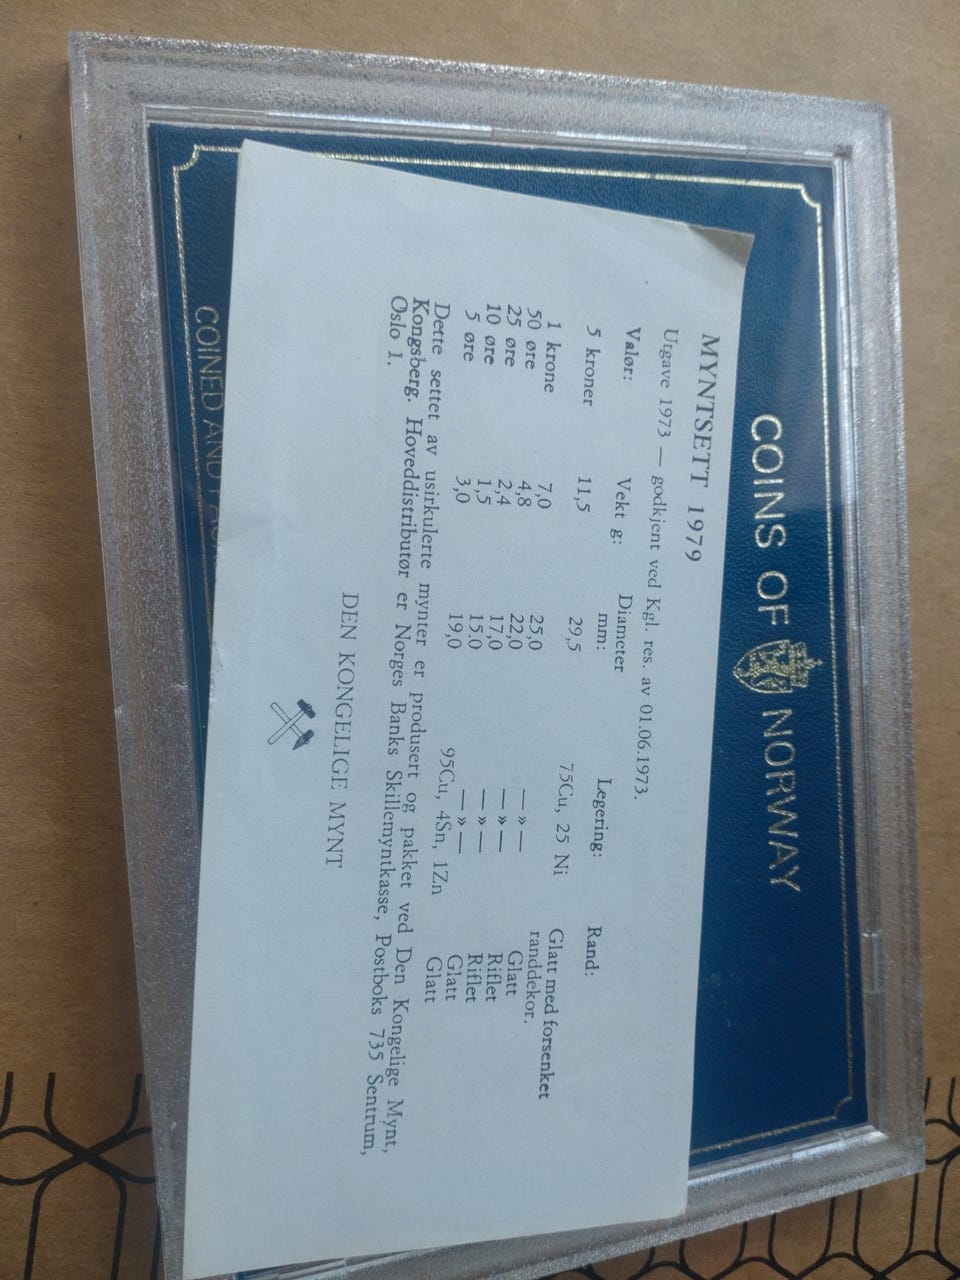 COINS OF NORWAY
MYNTSETT 1979
Utgave 1973 — godkjent ved Kgl. res. av 01.06.1973.
Valør: Vekt g: Diameter mm: Legering: Rand:
5 kroner 11,5 29,5 75Cu, 25 Ni Glatt med forsenket
randdekor.
1 krone 7,0 25,0 —»— Glatt
50 øre 4,8 22,0 —»— Riflet
25 øre 2,4 17,0 —»— Riflet
10 øre 1,5 15.0 —»— Glatt
5 øre 3,0 19,0 95Cu, 4Sn, 1Zn Glatt
Dette settet av usirkulerte mynter er produsert og pakket ved Den Kongelige Mynt,
Kongsberg. Hoveddistributør er Norges Banks Skillemyntkasse, Postboks 735 Sentrum,
Oslo 1.
DEN KONGELIGE MYNT
COINED AND